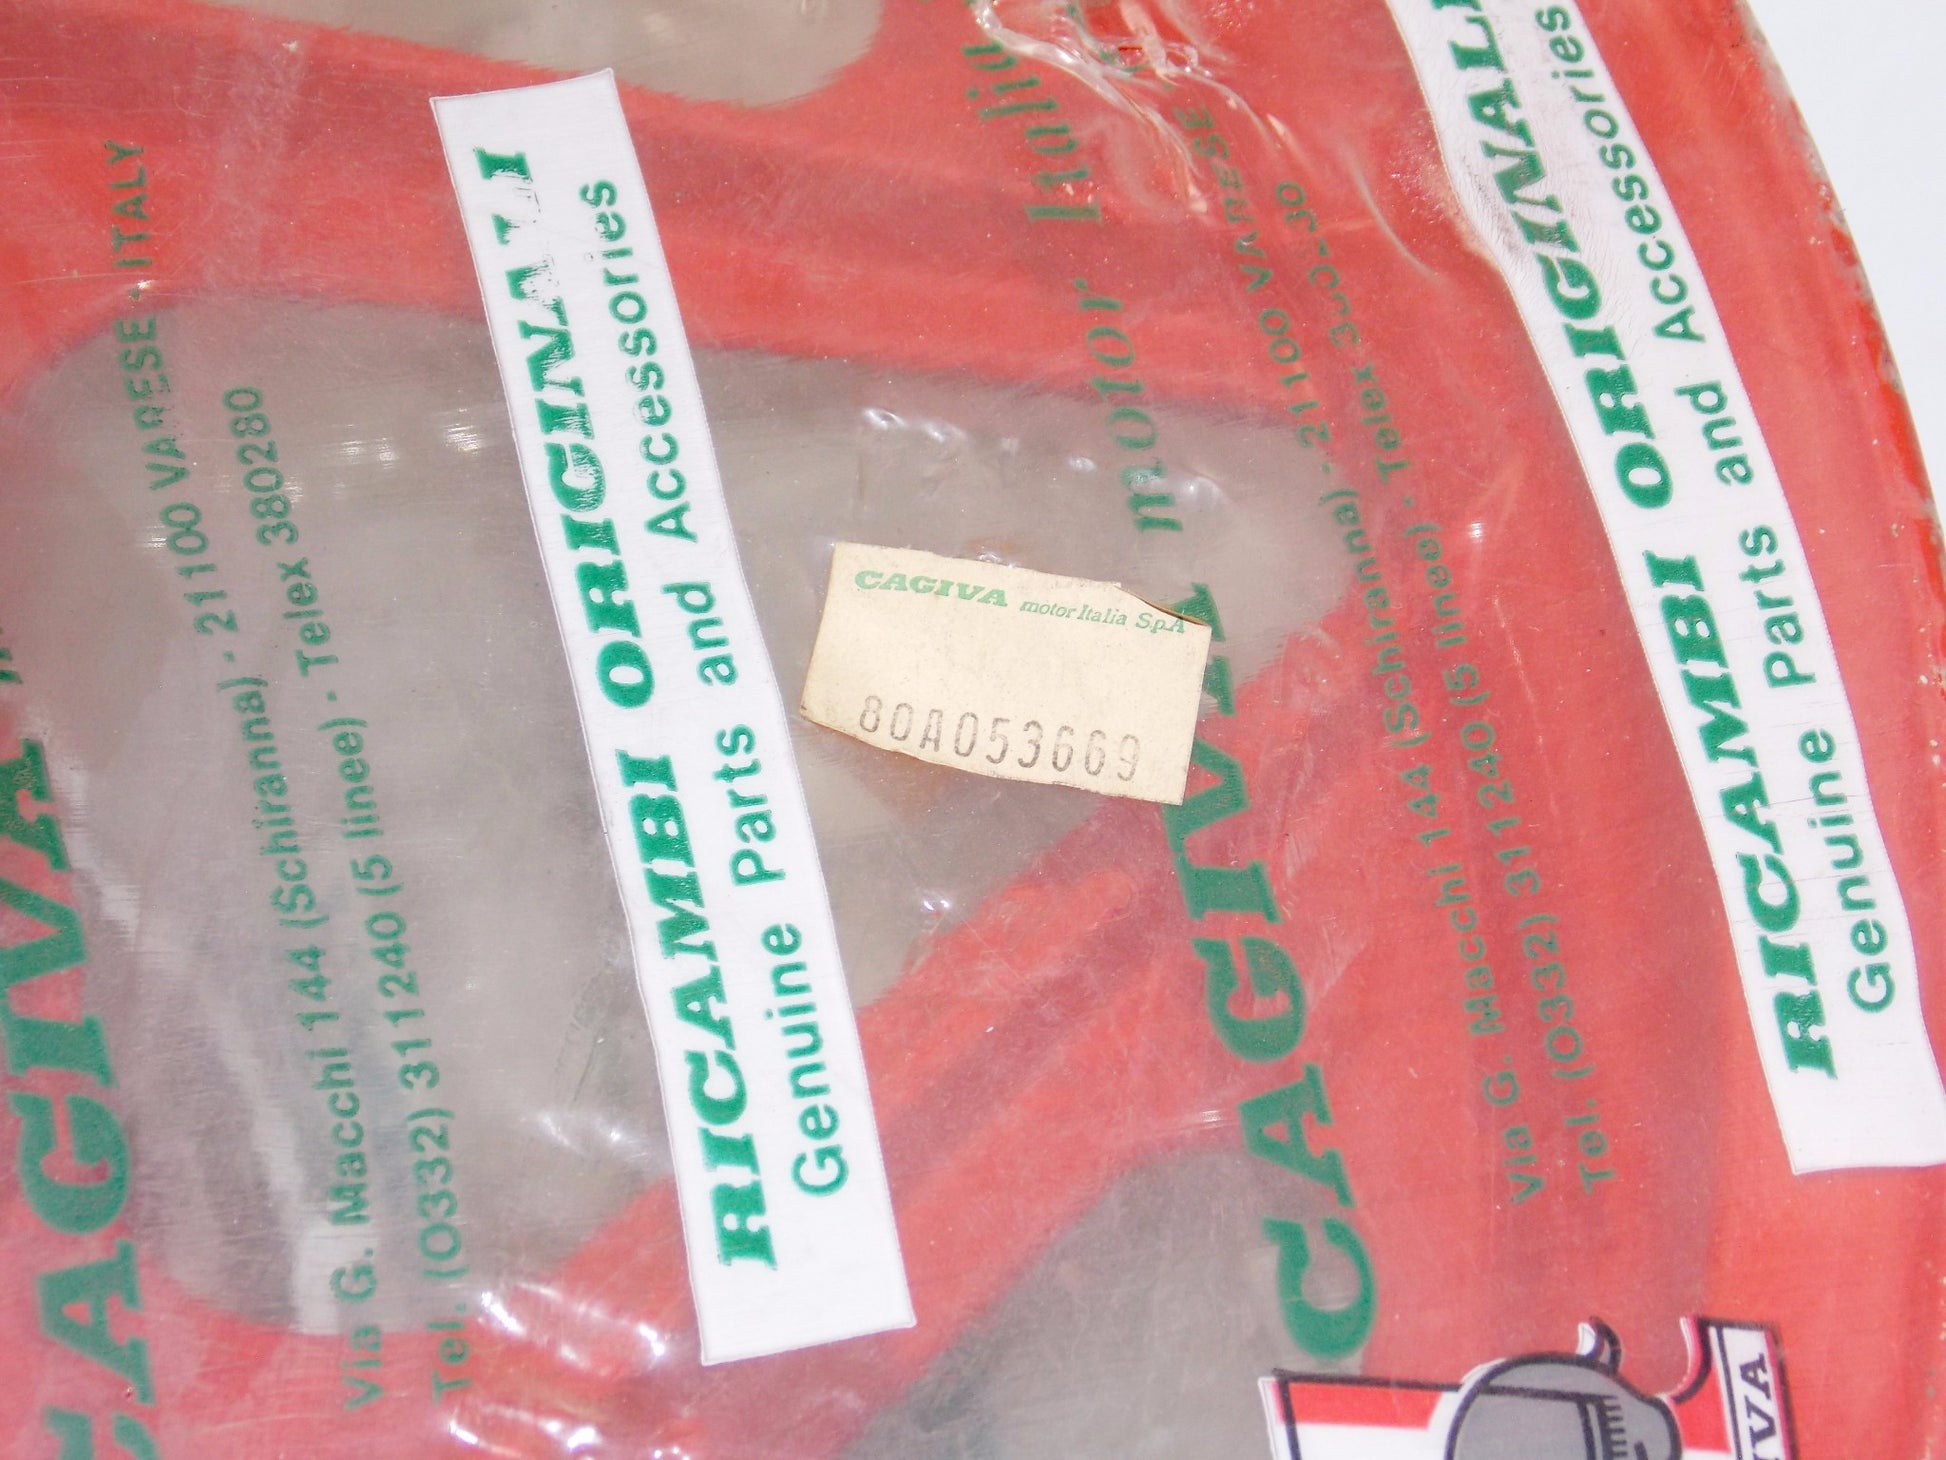 CAGIVA
Via G. Macchi 144 (Schiranna) - 21100 VARESE - ITALY
Tel. (0332) 311240 (5 linee) - Telex 380280
RICAMBI ORIGINALI
Genuine Parts and Accessories
CAGIVA motor Italia S.p.A
80A053669
CAGIVA motor Italia
Via G. Macchi 144 (Schiranna) - 21100 VARESE
Tel. (0332) 311240 (5 linee) - Telex 380280
RICAMBI ORIGINALI
Genuine Parts and Accessories
IVA